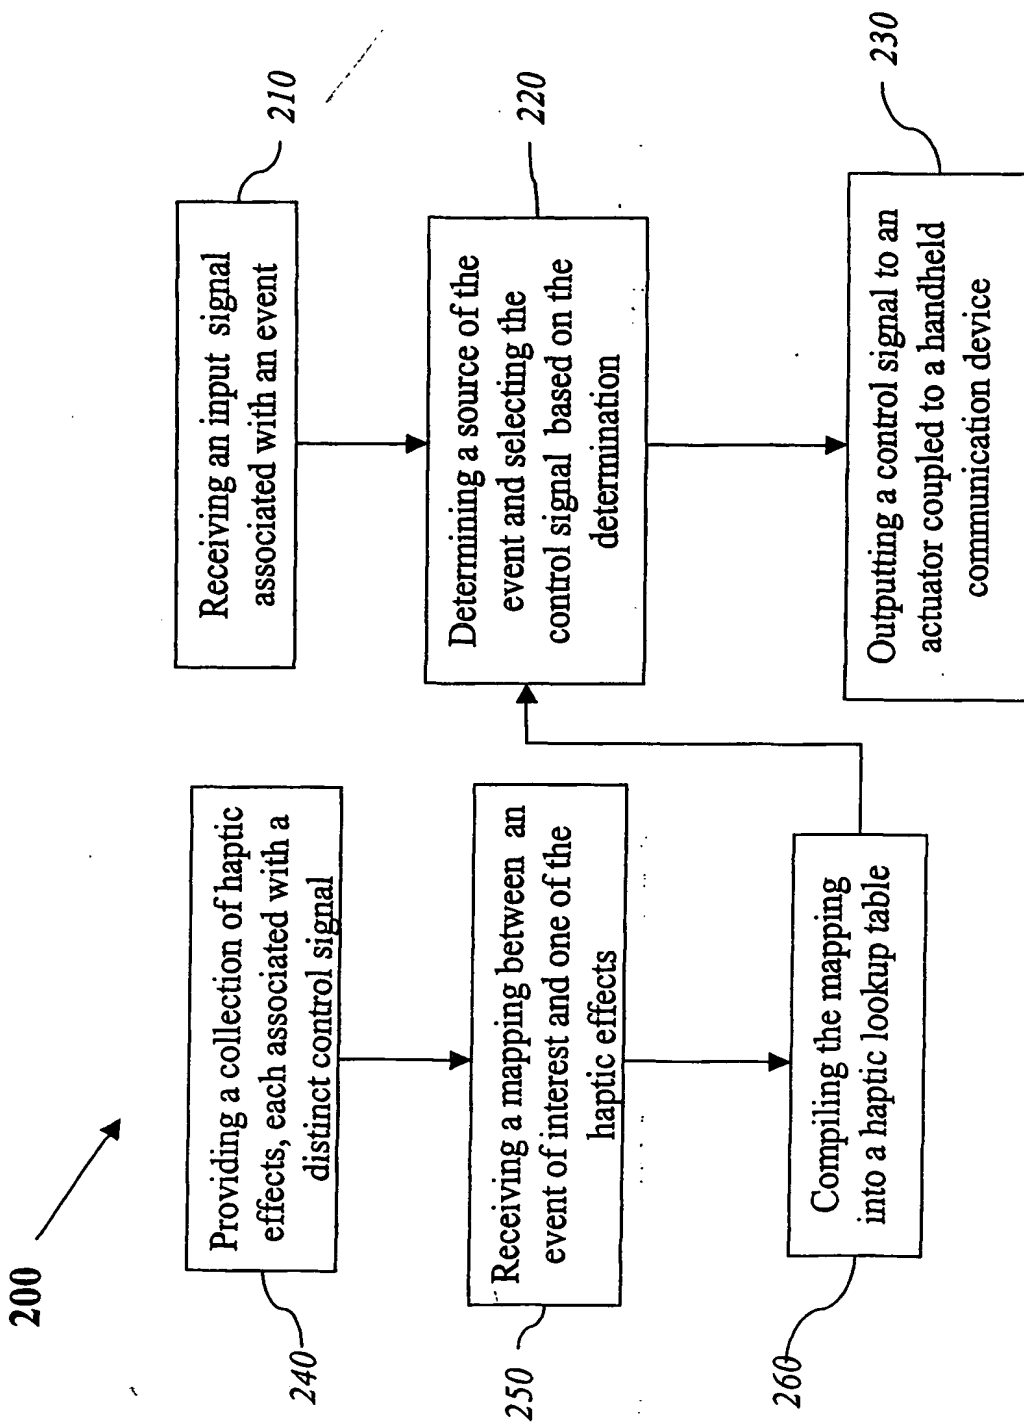 200
240
Providing a collection of haptic
effects, each associated with a
distinct control signal
250
Receiving a mapping between an
event of interest and one of the
haptic effects
260
Compiling the mapping
into a haptic lookup table
210
Receiving an input signal
associated with an event
220
Determining a source of the
event and selecting the
control signal based on the
determination
230
Outputting a control signal to an
actuator coupled to a handheld
communication device